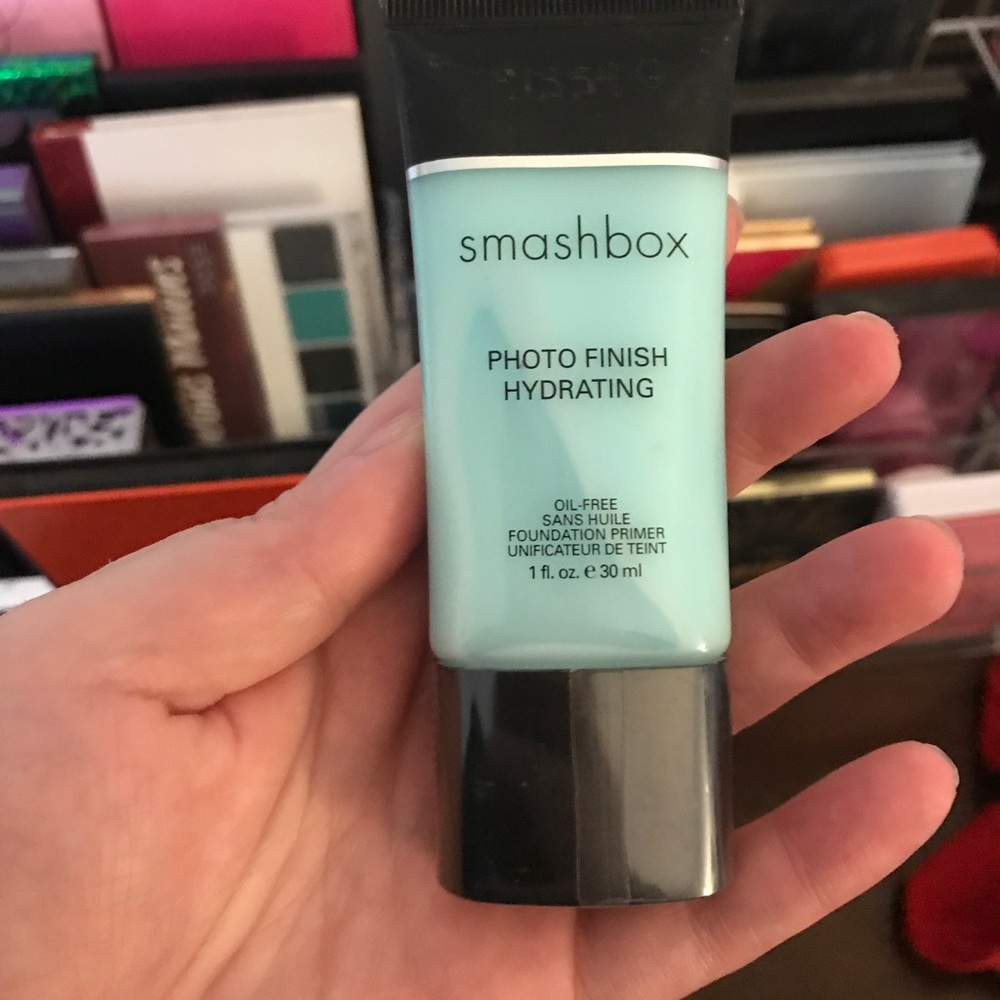 smashbox
PHOTO FINISH
HYDRATING
OIL-FREE
SANS HUILE
FOUNDATION PRIMER
UNIFICATEUR DE TEINT
1 fl. oz. e 30 ml